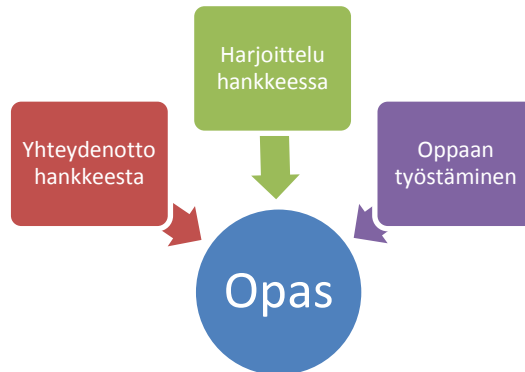 Harjoittelu
hankkeessa
Yhteydenotto
hankkeesta
Oppaan
työstäminen
Opas